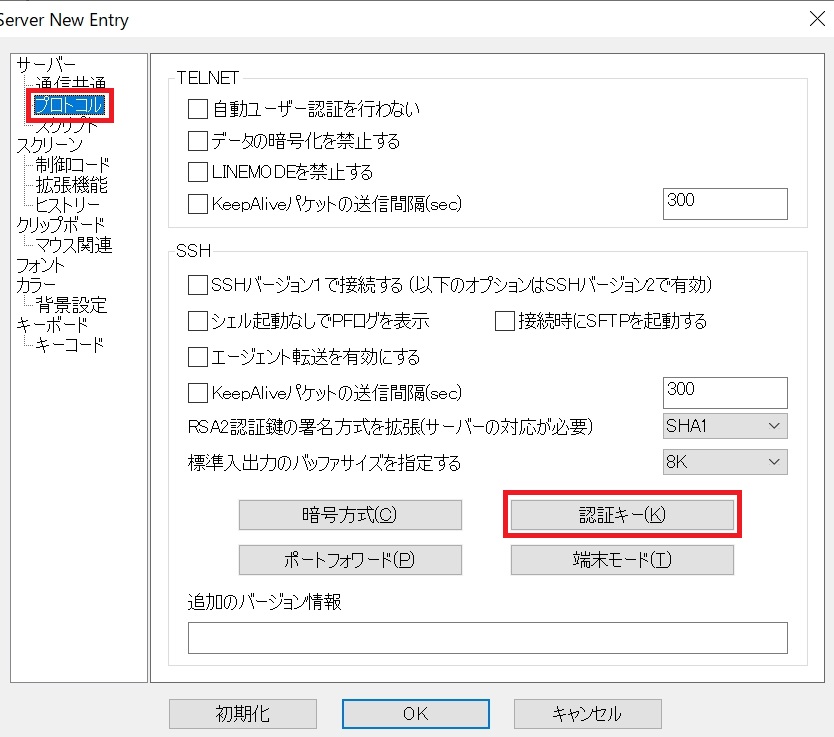 Server New Entry
サーバー
通信共通
プロトコル
スクリプト
スクリーン
制御コード
拡張機能
ヒストリー
クリップボード
マウス関連
フォント
カラー
背景設定
キーボード
キーコード
TELNET
自動ユーザー認証を行わない
データの暗号化を禁止する
LINEMODEを禁止する
KeepAliveパケットの送信間隔(sec) 300
SSH
SSHバージョン1で接続する (以下のオプションはSSHバージョン2で有効)
シェル起動なしでPFログを表示 接続時にSFTPを起動する
エージェント転送を有効にする
KeepAliveパケットの送信間隔(sec) 300
RSA2認証鍵の署名方式を拡張(サーバーの対応が必要) SHA1
標準入出力のバッファサイズを指定する 8K
暗号方式(C) 認証キー(K)
ポートフォワード(P) 端末モード(T)
追加のバージョン情報
初期化 OK キャンセル